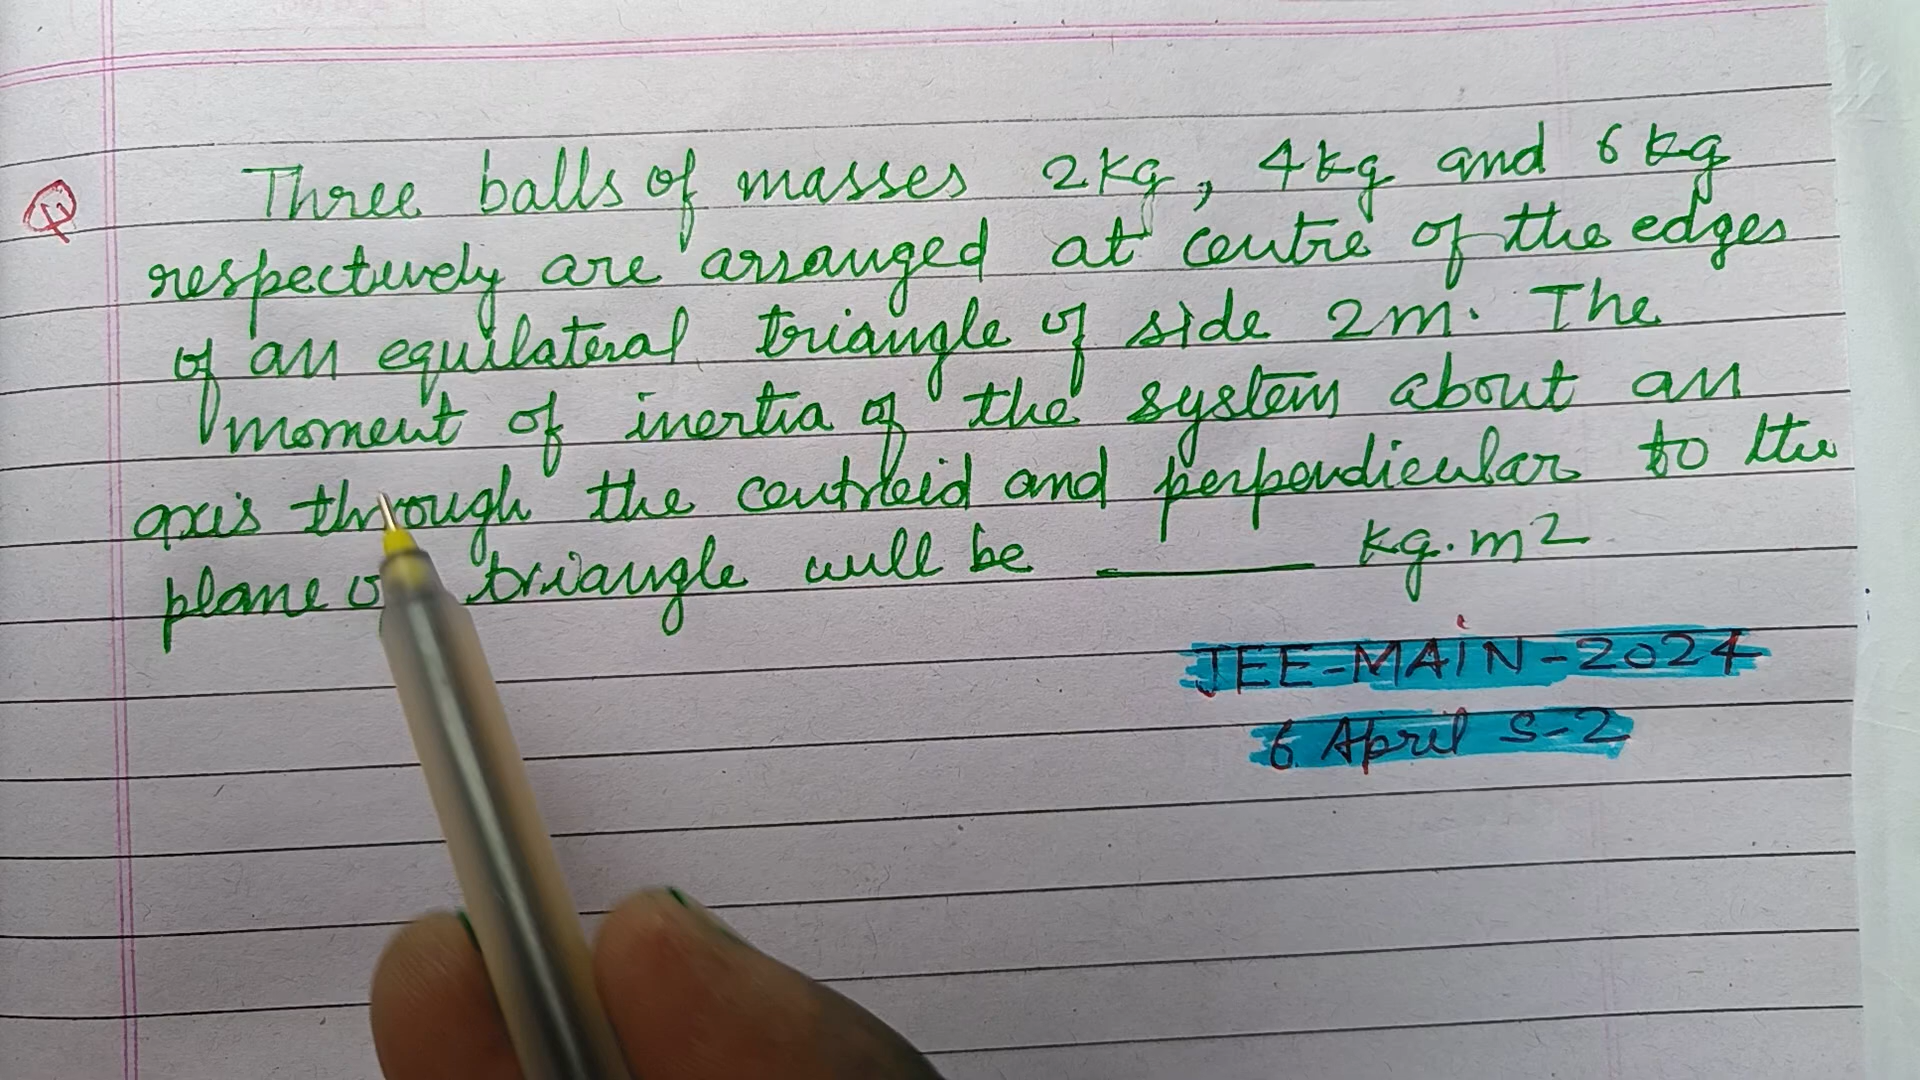 Q Three balls of masses 2kg, 4kg and 6kg
respectively are arranged at centre of the edges
of an equilateral triangle of side 2m. The
moment of inertia of the system about an
axis through the centroid and perpendicular to the
plane of triangle will be ______ kg.m2
JEE-MAIN-2024
6 April S-2